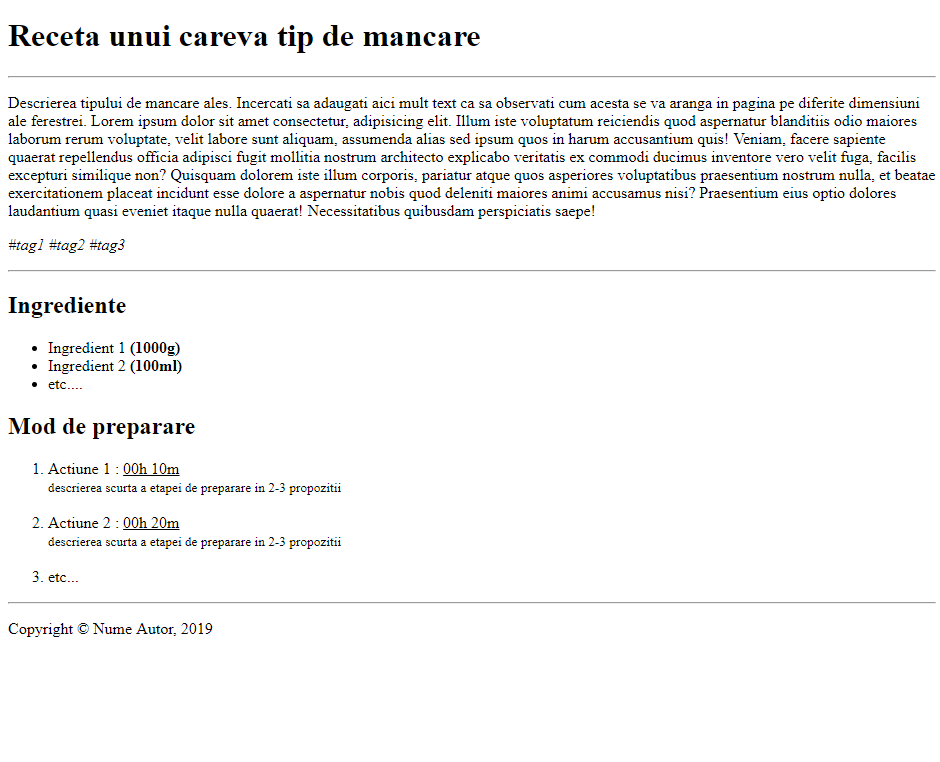 Receta unui careva tip de mancare
Descrierea tipului de mancare ales. Incercati sa adaugati aici mult text ca sa observati cum acesta se va aranga in pagina pe diferite dimensiuni
ale ferestrei. Lorem ipsum dolor sit amet consectetur, adipisicing elit. Illum iste voluptatum reiciendis quod aspernatur blanditiis odio maiores
laborum rerum voluptate, velit labore sunt aliquam, assumenda alias sed ipsum quos in harum accusantium quis! Veniam, facere sapiente
quaerat repellendus officia adipisci fugit mollitia nostrum architecto explicabo veritatis ex commodi ducimus inventore vero velit fuga, facilis
excepturi similique non? Quisquam dolorem iste illum corporis, pariatur atque quos asperiores voluptatibus praesentium nostrum nulla, et beatae
exercitationem placeat incidunt esse dolore a aspernatur nobis quod deleniti maiores animi accusamus nisi? Praesentium eius optio dolores
laudantium quasi eveniet itaque nulla quaerat! Necessitatibus quibusdam perspiciatis saepe!
#tag1 #tag2 #tag3
Ingrediente
• Ingredient 1 (1000g)
• Ingredient 2 (100ml)
• etc....
Mod de preparare
1. Actiune 1 : 00h 10m
descrierea scurta a etapei de preparare in 2-3 propozitii
2. Actiune 2 : 00h 20m
descrierea scurta a etapei de preparare in 2-3 propozitii
3. etc...
Copyright © Nume Autor, 2019